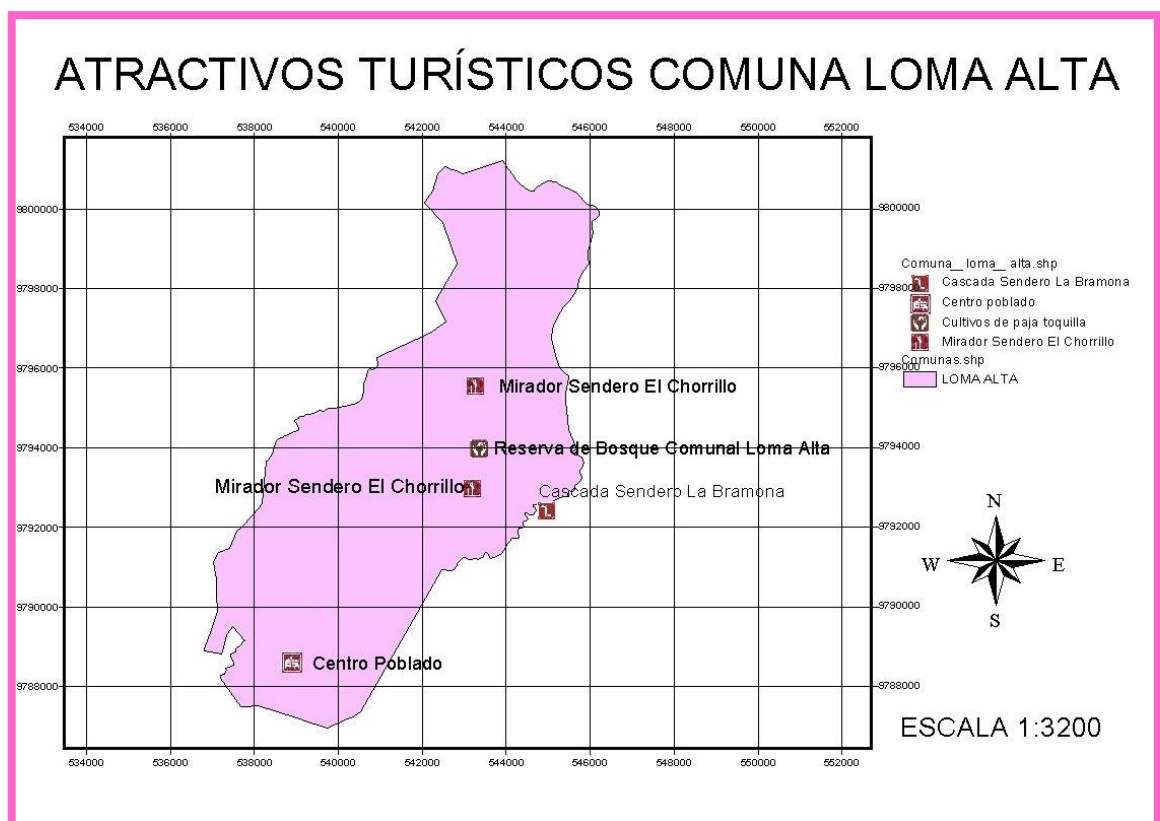 ATRACTIVOS TURÍSTICOS COMUNA LOMA ALTA
534000 536000 538000 540000 542000 544000 546000 548000 550000 552000
9800000 9800000
Comuna__loma__alta.shp
Cascada Sendero La Bramona
9798000 9798000
Centro poblado
Cultivos de paja toquilla
Mirador Sendero El Chorrillo
Comunas.shp
9796000 9796000
LOMA ALTA
Mirador Sendero El Chorrillo
9794000 9794000
Reserva de Bosque Comunal Loma Alta
Mirador Sendero El Chorrillo
Cascada Sendero La Bramona
9792000 9792000
N
W E
S
9790000 9790000
Centro Poblado
9788000 9788000
ESCALA 1:3200
534000 536000 538000 540000 542000 544000 546000 548000 550000 552000